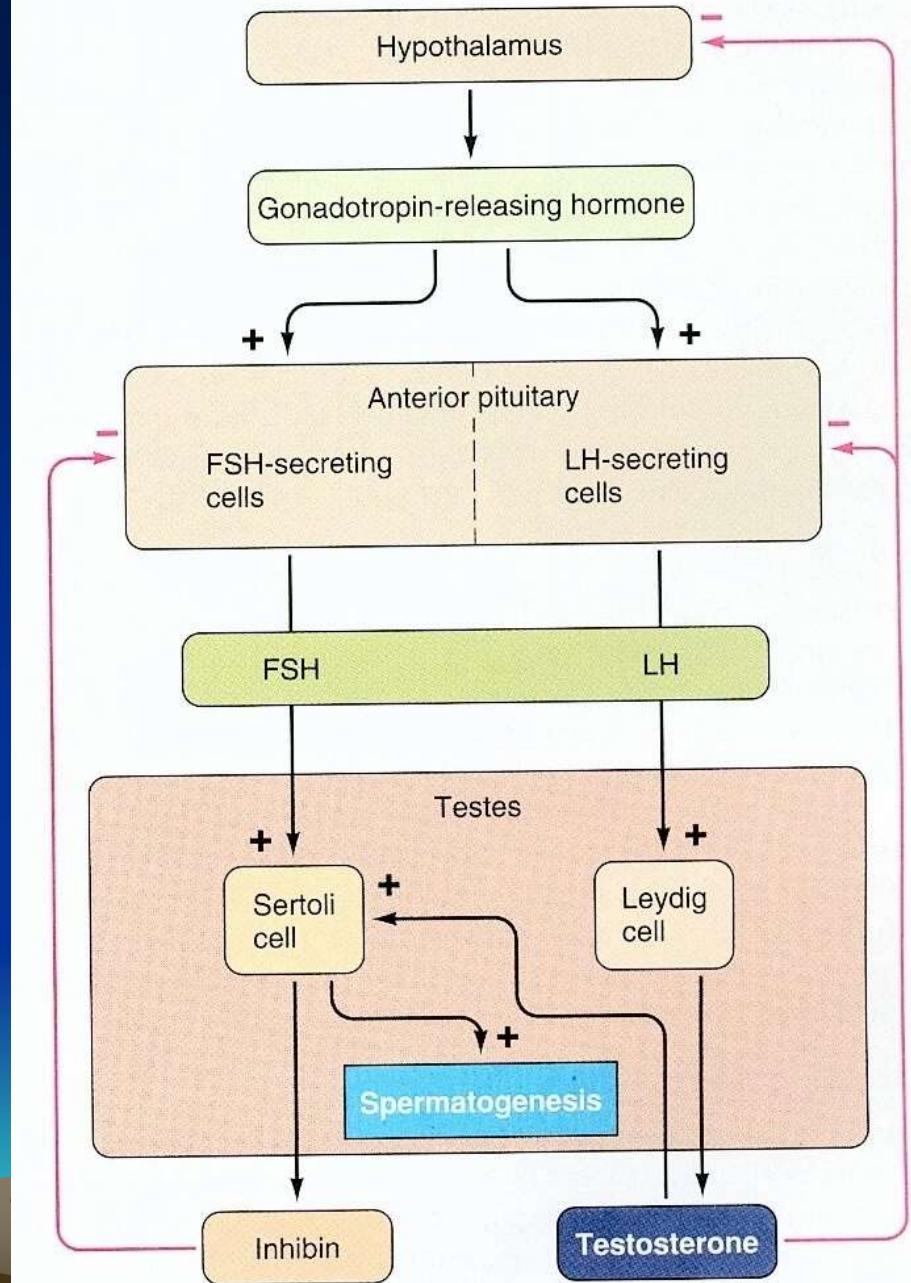 Hypothalamus
−
Gonadotropin-releasing hormone
+
+
Anterior pituitary
−
−
FSH-secreting
cells
LH-secreting
cells
FSH
LH
Testes
+
+
+
Sertoli
cell
Leydig
cell
+
Spermatogenesis
Inhibin
Testosterone